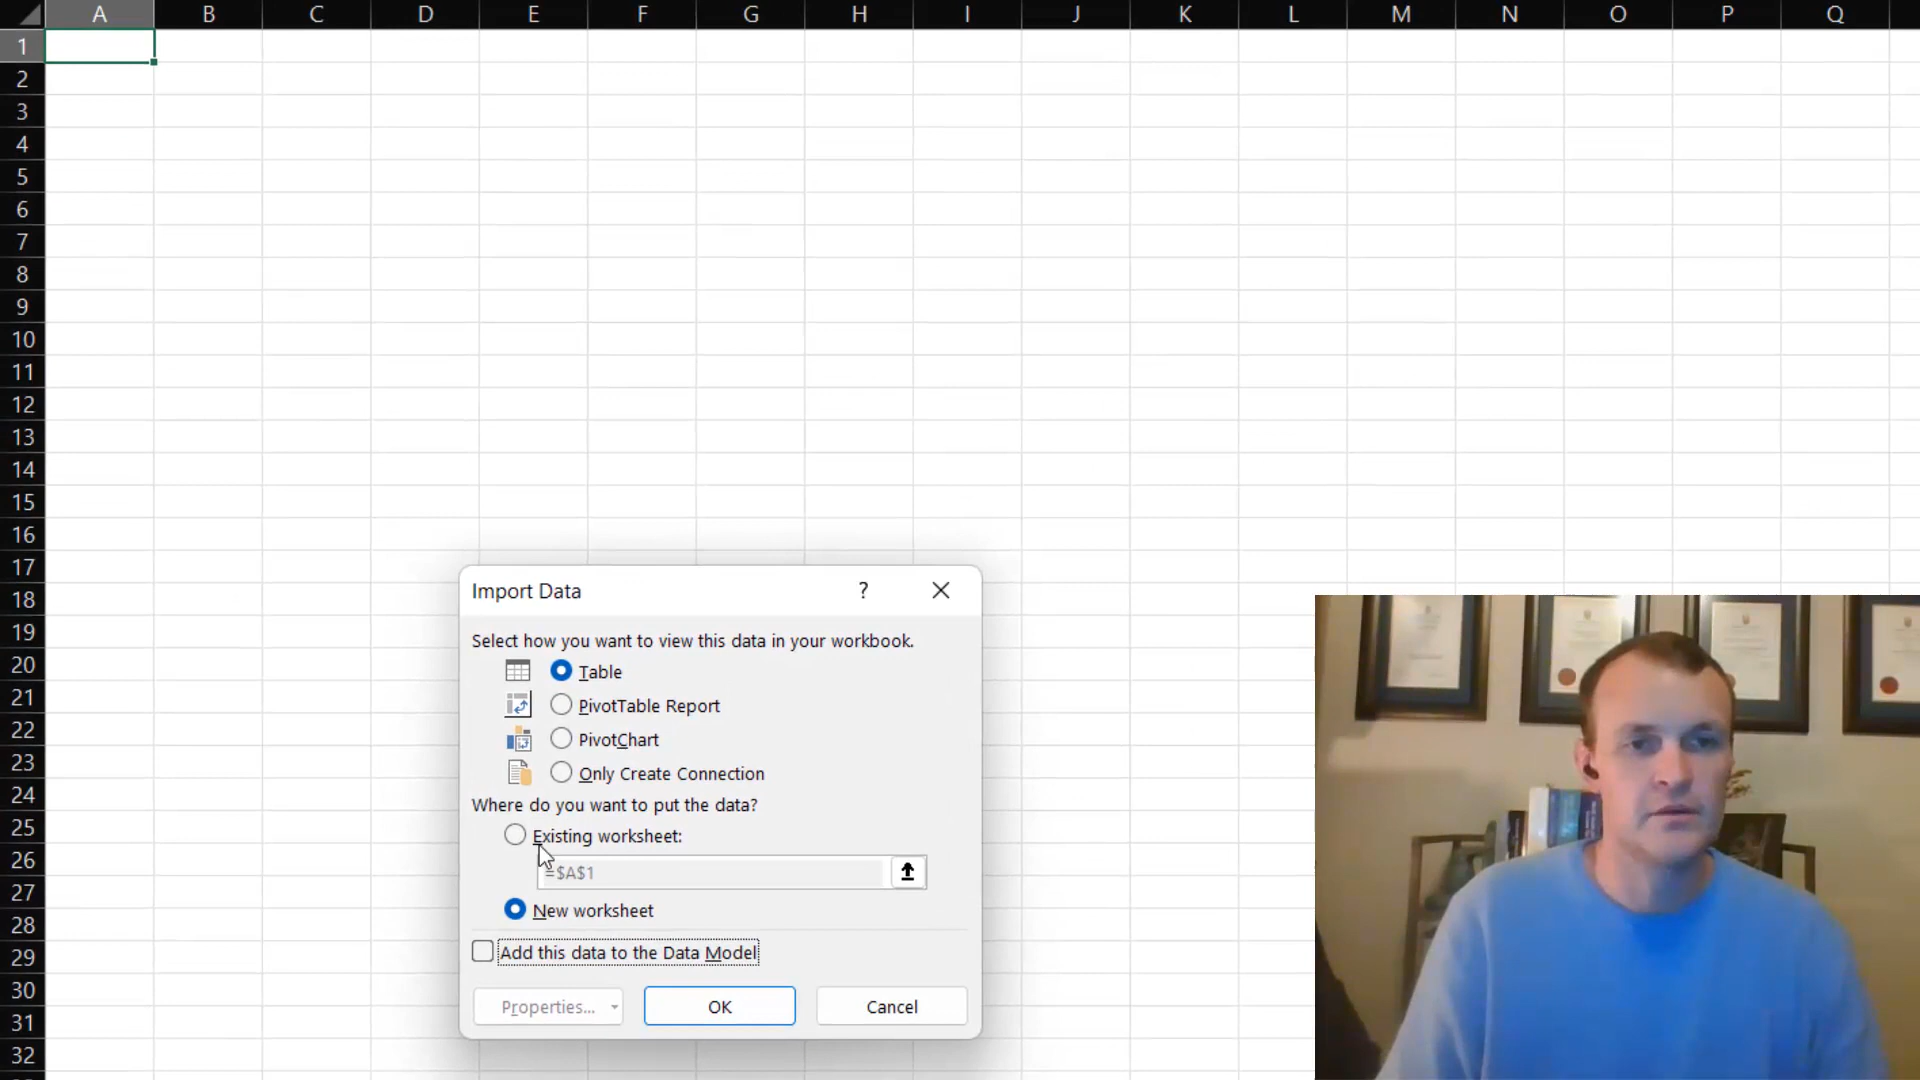 A B C D E F G H I J K L M N O P Q
1
2
3
4
5
6
7
8
9
10
11
12
13
14
15
16
17
18
19
20
21
22
23
24
25
26
27
28
29
30
31
32
Import Data ?
Select how you want to view this data in your workbook.
Table
PivotTable Report
PivotChart
Only Create Connection
Where do you want to put the data?
Existing worksheet:
=$A$1
New worksheet
Add this data to the Data Model
Properties... OK Cancel